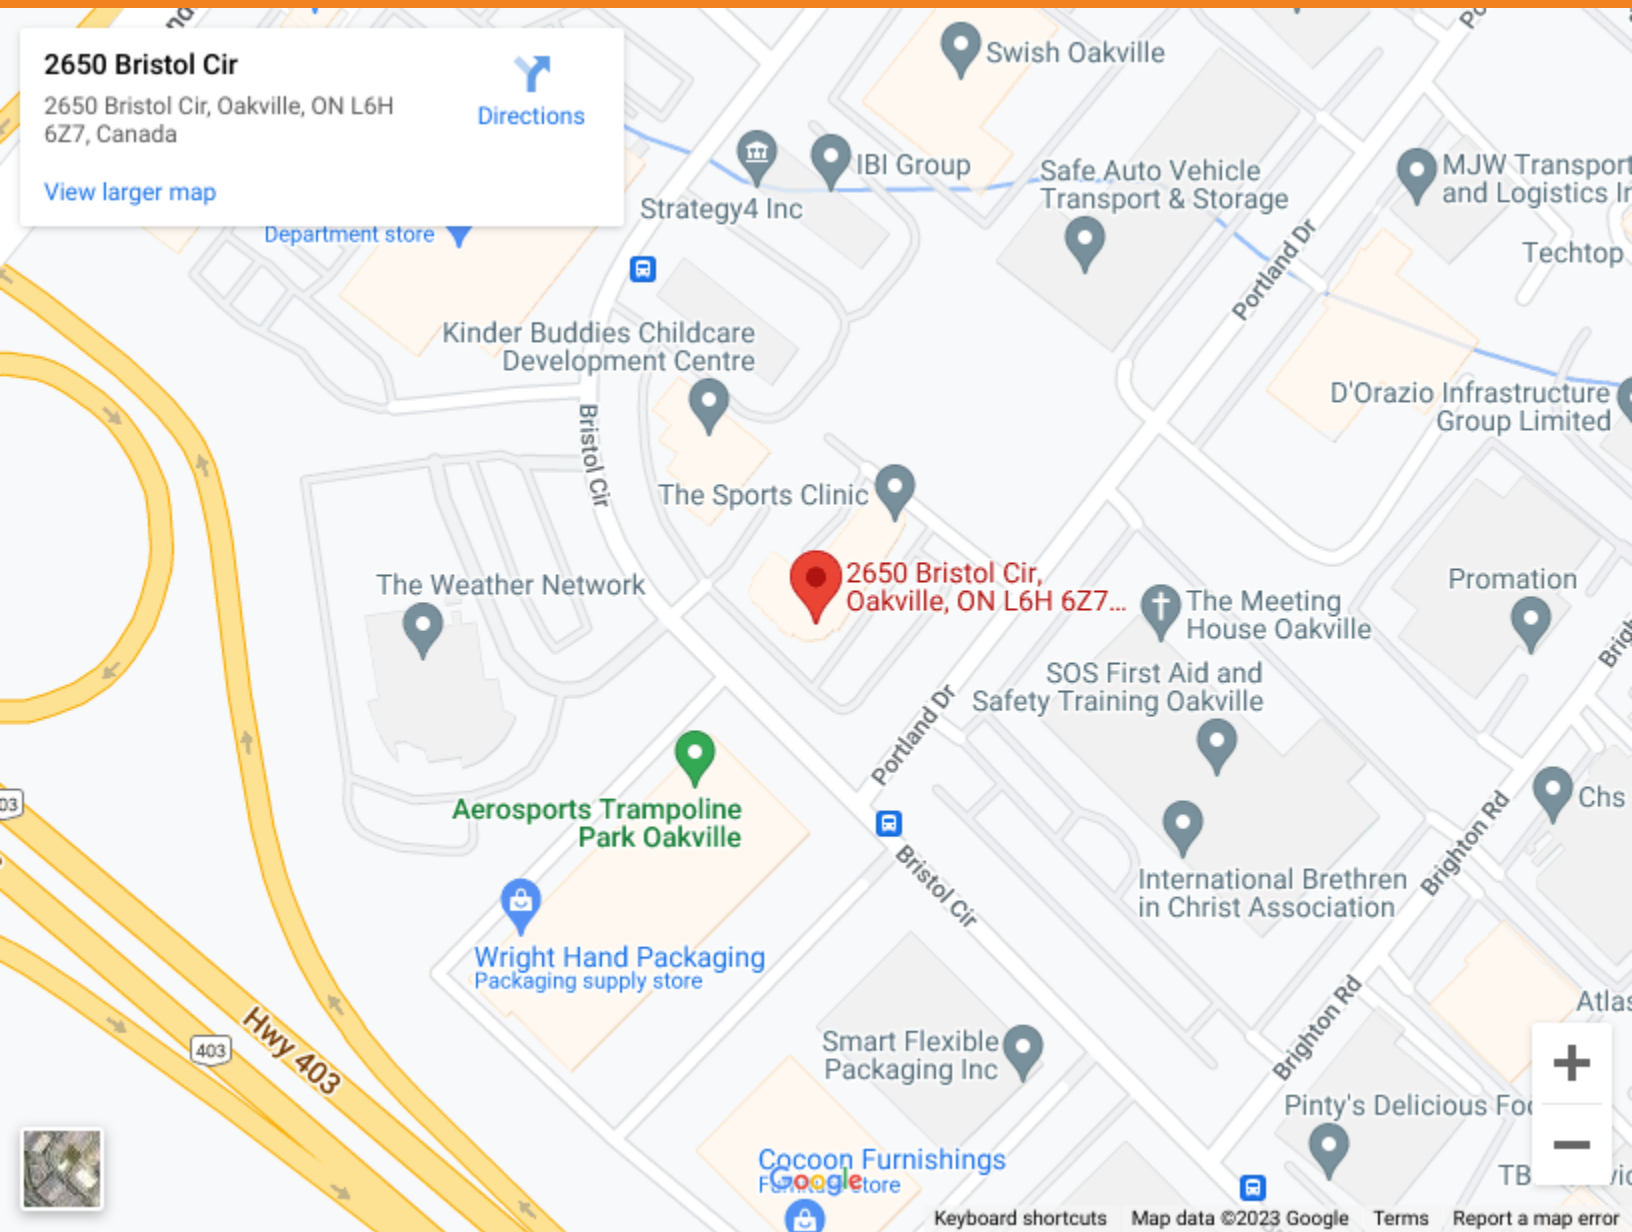 2650 Bristol Cir
2650 Bristol Cir, Oakville, ON L6H
6Z7, Canada
Directions
View larger map
Department store
Swish Oakville
IBI Group
Strategy4 Inc
Safe Auto Vehicle
Transport & Storage
MJW Transport
and Logistics
Techtop
Portland Dr
Kinder Buddies Childcare
Development Centre
D'Orazio Infrastructure
Group Limited
Bristol Cir
The Sports Clinic
The Weather Network
2650 Bristol Cir,
Oakville, ON L6H 6Z7...
The Meeting
House Oakville
Promation
SOS First Aid and
Safety Training Oakville
Portland Dr
Aerosports Trampoline
Park Oakville
Chs
Brighton Rd
Bristol Cir
International Brethren
in Christ Association
Wright Hand Packaging
Packaging supply store
Hwy 403
403
Brighton Rd
Smart Flexible
Packaging Inc
Atlas
Pinty's Delicious
Cocoon Furnishings
Google
Keyboard shortcuts
Map data ©2023 Google
Terms
Report a map error